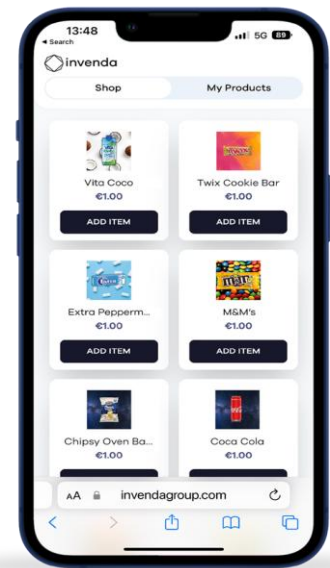 13:48
5G 89
Search
invenda
Shop My Products
Vita Coco
€1.00
ADD ITEM
Twix Cookie Bar
€1.00
ADD ITEM
Extra Pepperm...
€1.00
ADD ITEM
M&M's
€1.00
ADD ITEM
Chipsy Oven Ba...
€1.00
Coca Cola
€1.00
AA invendagroup.com